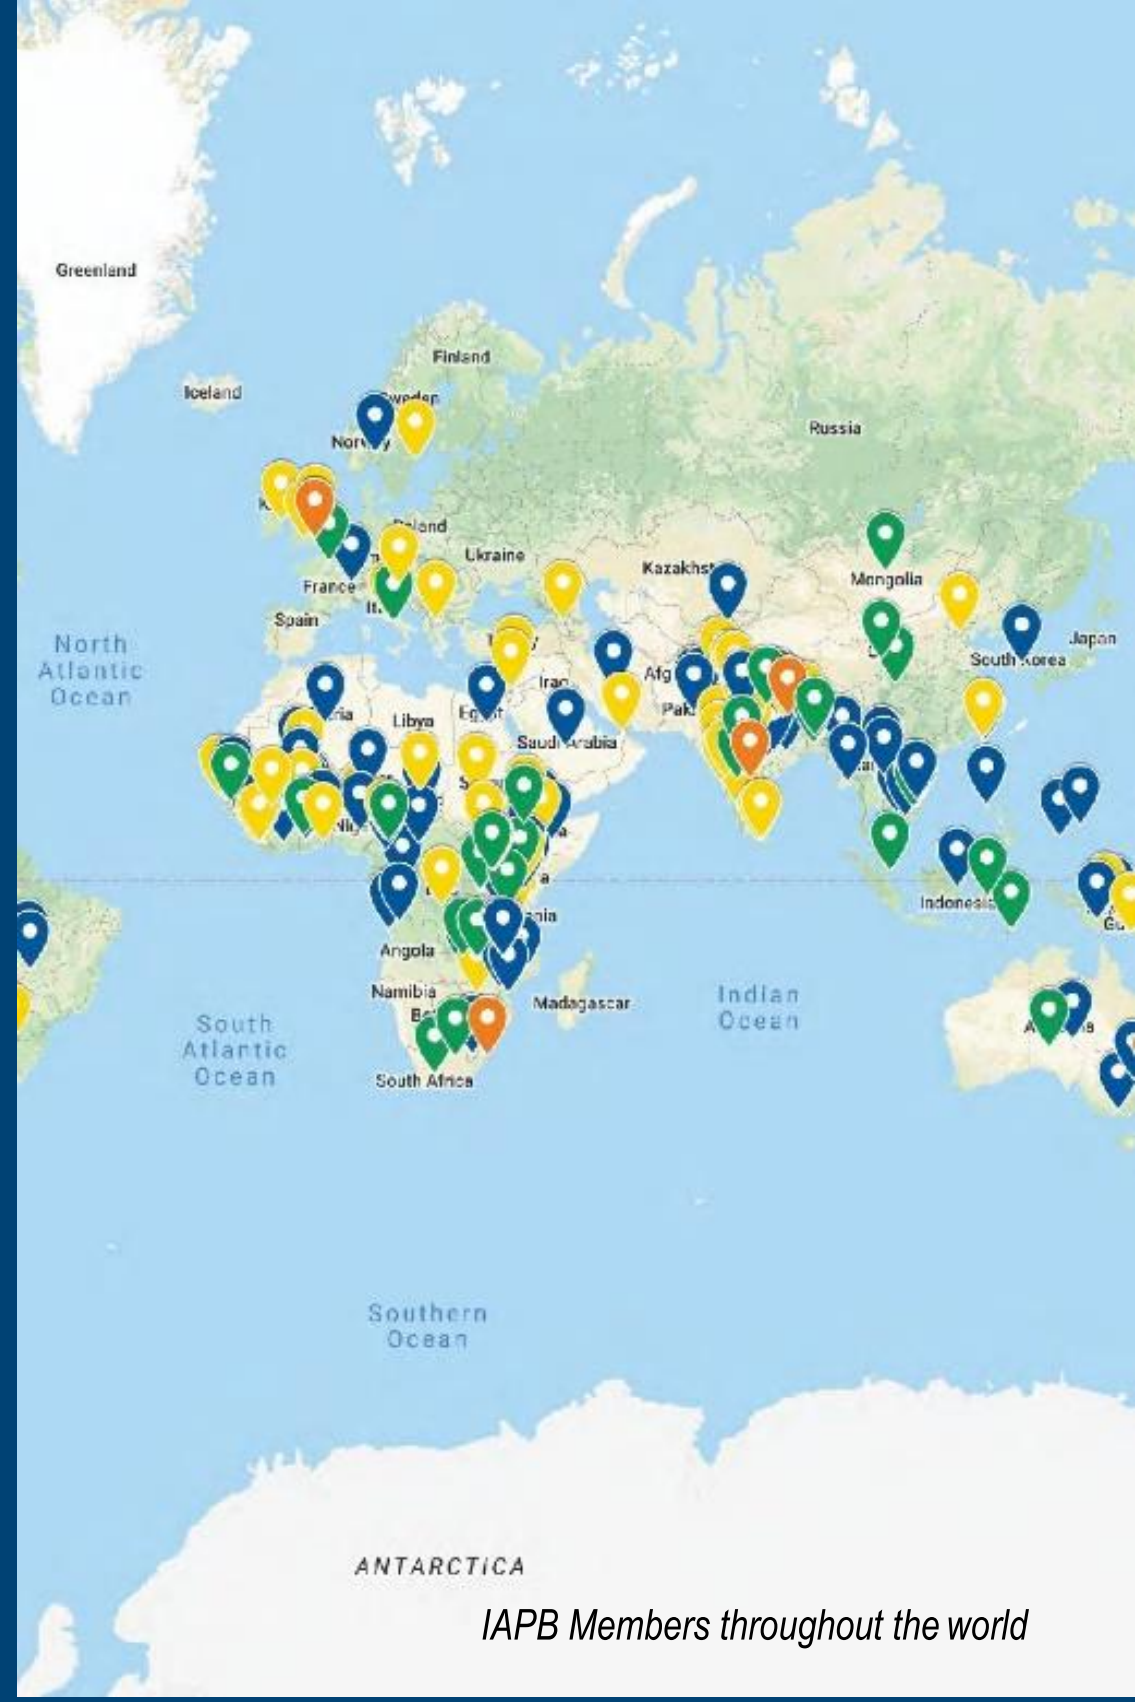 Greenland
Finland
Iceland
Russia
Ukraine
Kazakhst
Mongolia
France
Spain
North
Atlantic
Ocean
Japan
South Korea
Iraq
Afg
Libya
Saudi Arabia
Indonesia
Angola
Namibia
Madagascar
Indian
Ocean
South
Atlantic
Ocean
South Africa
Southern
Ocean
ANTARCTICA
IAPB Members throughout the world